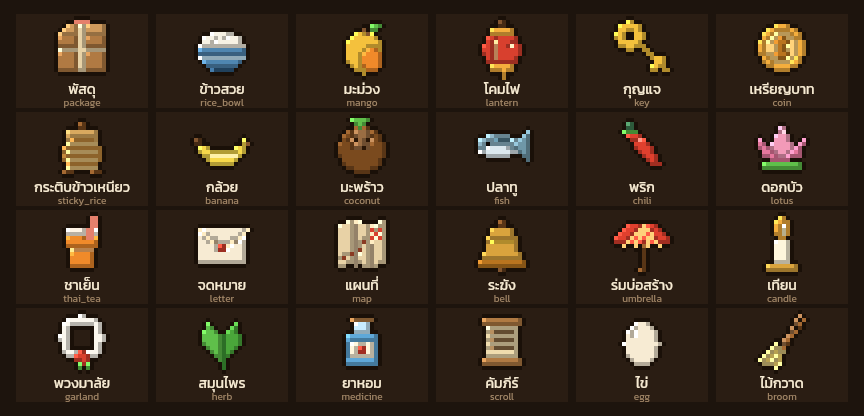 พัสดุ
package
ข้าวสวย
rice_bowl
มะม่วง
mango
โคมไฟ
lantern
กุญแจ
key
เหรียญบาท
coin
กระติบข้าวเหนียว
sticky_rice
กล้วย
banana
มะพร้าว
coconut
ปลาทู
fish
พริก
chili
ดอกบัว
lotus
ชาเย็น
thai_tea
จดหมาย
letter
แผนที่
map
ระฆัง
bell
ร่มบ่อสร้าง
umbrella
เทียน
candle
พวงมาลัย
garland
สมุนไพร
herb
ยาหอม
medicine
คัมภีร์
scroll
ไข่
egg
ไม้กวาด
broom